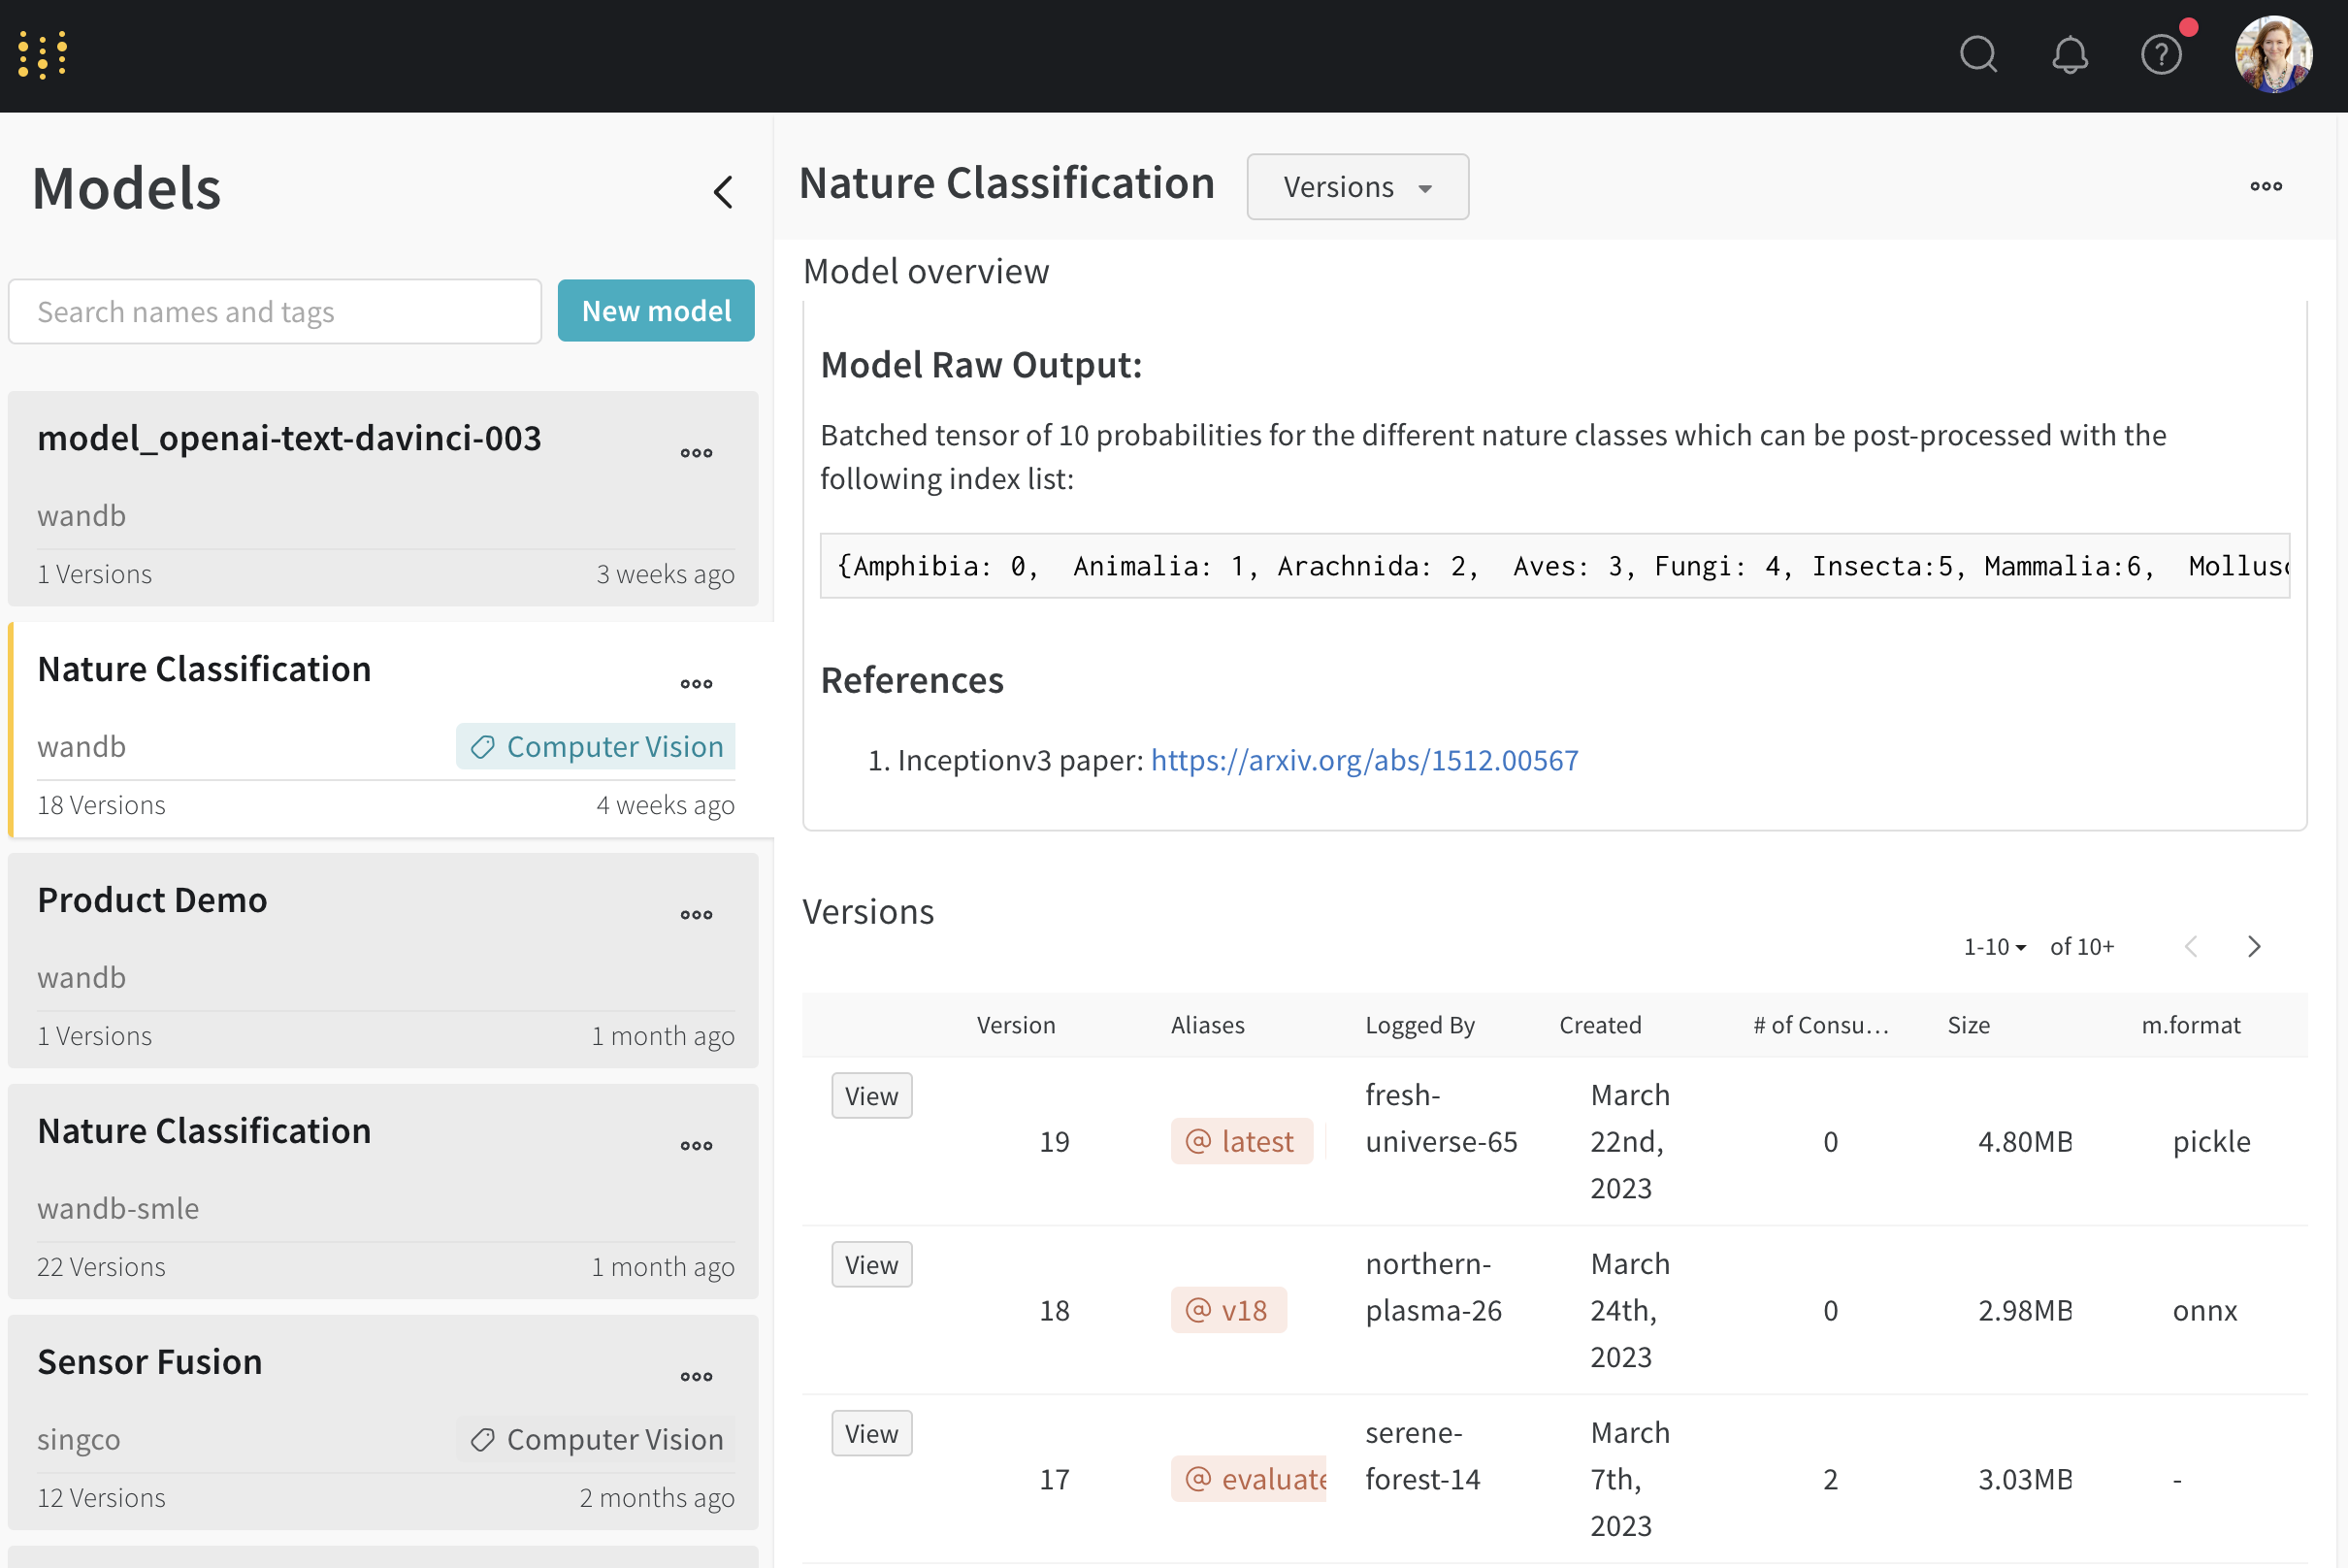 Models
Search names and tags
New model
model_openai-text-davinci-003
wandb
1 Versions 3 weeks ago
Nature Classification
wandb Computer Vision
18 Versions 4 weeks ago
Product Demo
wandb
1 Versions 1 month ago
Nature Classification
wandb-smle
22 Versions 1 month ago
Sensor Fusion
singco Computer Vision
12 Versions 2 months ago
Nature Classification Versions
Model overview
Model Raw Output:
Batched tensor of 10 probabilities for the different nature classes which can be post-processed with the
following index list:
{Amphibia: 0,  Animalia: 1, Arachnida: 2,  Aves: 3, Fungi: 4, Insecta:5, Mammalia:6,  Mollusc
References
1. Inceptionv3 paper: https://arxiv.org/abs/1512.00567
Versions
1-10 of 10+
Version Aliases Logged By Created # of Consu... Size m.format
View
19
@ latest
fresh-
universe-65
March
22nd,
2023
0
4.80MB
pickle
View
18
@ v18
northern-
plasma-26
March
24th,
2023
0
2.98MB
onnx
View
17
@ evaluate
serene-
forest-14
March
7th,
2023
2
3.03MB
-